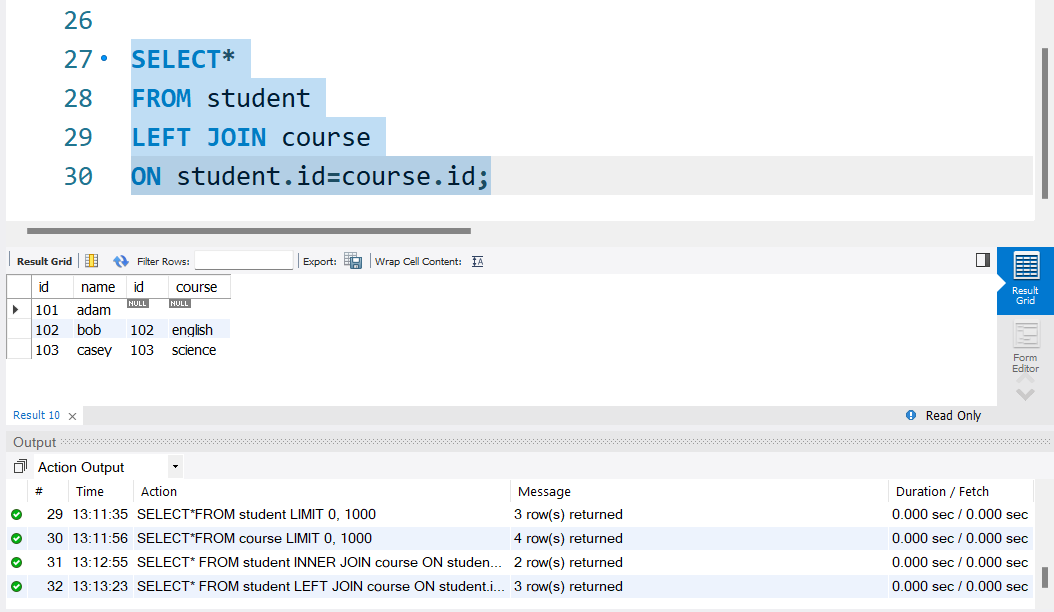 26
27 SELECT*
28 FROM student
29 LEFT JOIN course
30 ON student.id=course.id;
Result Grid Filter Rows: Export: Wrap Cell Content:
id name id course
101 adam NULL NULL
102 bob 102 english
103 casey 103 science
Result Grid
Form Editor
Result 10 × Read Only
Output
Action Output
# Time Action Message Duration / Fetch
29 13:11:35 SELECT*FROM student LIMIT 0, 1000 3 row(s) returned 0.000 sec / 0.000 sec
30 13:11:56 SELECT*FROM course LIMIT 0, 1000 4 row(s) returned 0.000 sec / 0.000 sec
31 13:12:55 SELECT* FROM student INNER JOIN course ON studen... 2 row(s) returned 0.000 sec / 0.000 sec
32 13:13:23 SELECT* FROM student LEFT JOIN course ON student.i... 3 row(s) returned 0.000 sec / 0.000 sec